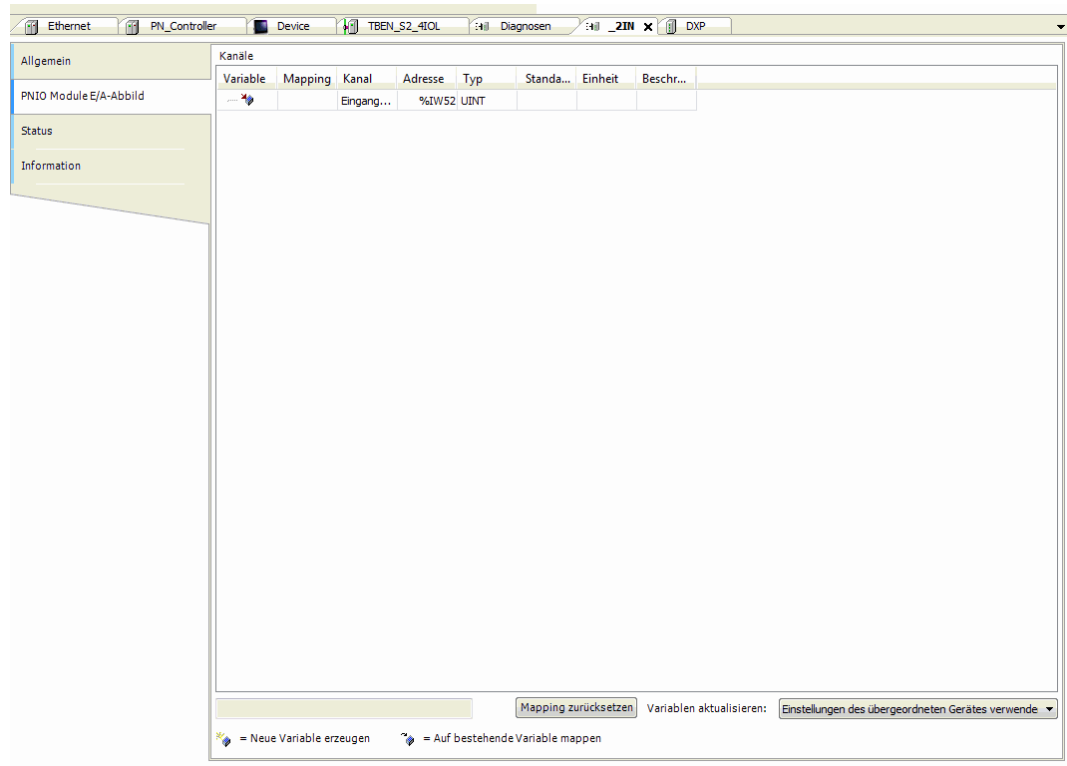 Ethernet PN_Controller Device TBEN_S2_4IOL Diagnosen _2IN DXP
Allgemein
PNIO Module E/A-Abbild
Status
Information
Kanäle
Variable Mapping Kanal Adresse Typ Standa... Einheit Beschr...
Eingang... %IW52 UINT
Mapping zurücksetzen Variablen aktualisieren: Einstellungen des übergeordneten Gerätes verwende
= Neue Variable erzeugen = Auf bestehende Variable mappen